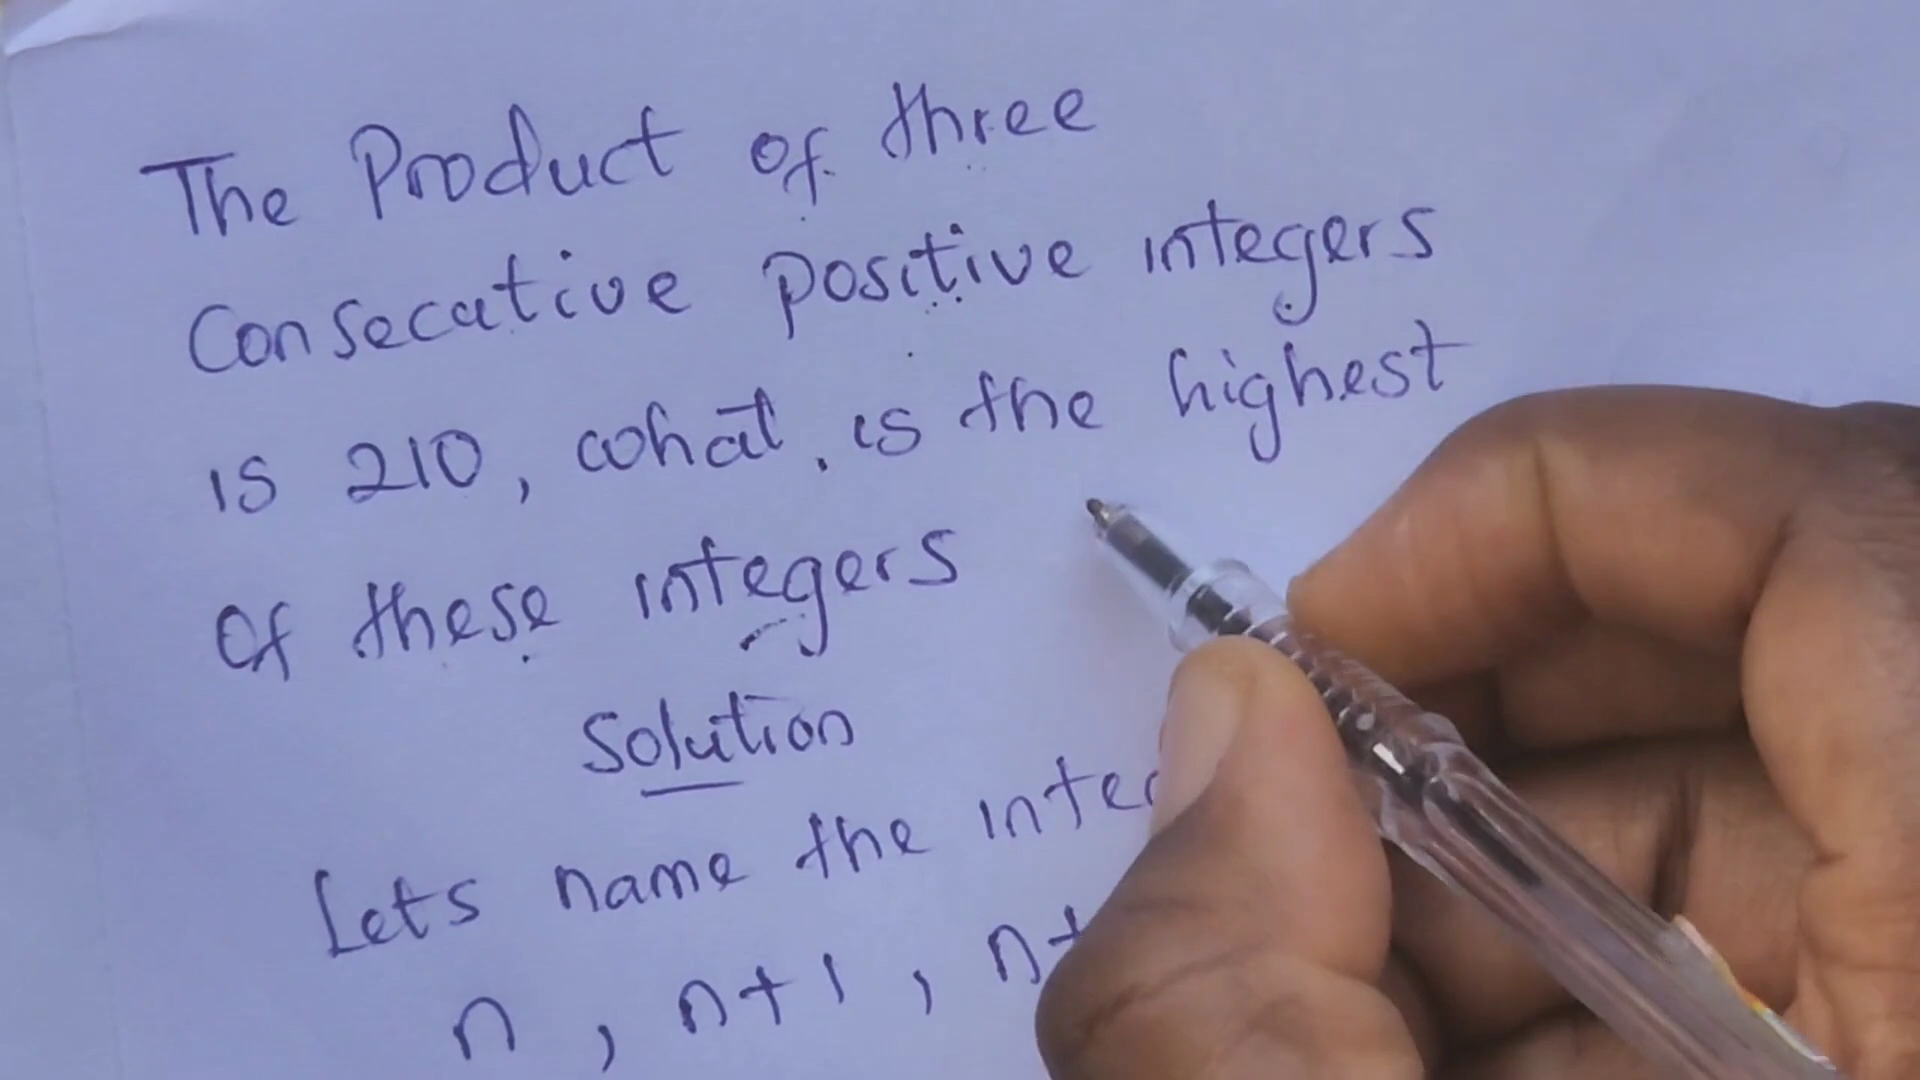 The Product of three
Consecutive positive integers
is 210, what is the highest
Of these integers
Solution
Lets name the
n, n+1,